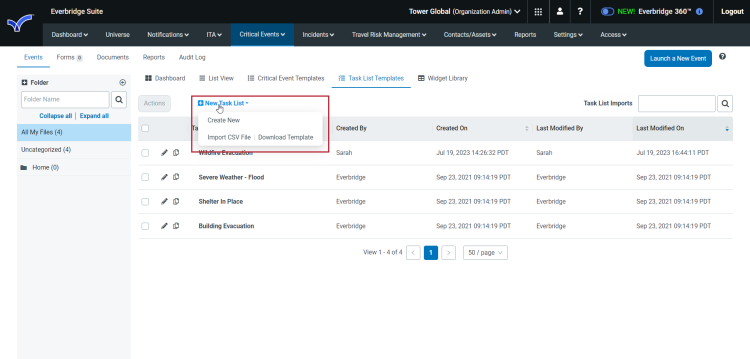 Everbridge Suite
Tower Global (Organization Admin)
?
NEW! Everbridge 360™
Logout
Dashboard
Universe
Notifications
ITA
Critical Events
Incidents
Travel Risk Management
Contacts/Assets
Reports
Settings
Access
Events
Forms 0
Documents
Reports
Audit Log
Launch a New Event
Folder
Dashboard
List View
Critical Event Templates
Task List Templates
Widget Library
Folder Name
Collapse all | Expand all
Actions
New Task List
Task List Imports
Create New
Import CSV File | Download Template
All My Files (4)
Uncategorized (4)
Home (0)
Created By
Created On
Last Modified By
Last Modified On
Wildfire Evacuation
Sarah
Jul 19, 2023 14:26:32 PDT
Sarah
Jul 19, 2023 16:44:11 PDT
Severe Weather - Flood
Everbridge
Sep 23, 2021 09:14:19 PDT
Everbridge
Sep 23, 2021 09:14:19 PDT
Shelter In Place
Everbridge
Sep 23, 2021 09:14:19 PDT
Everbridge
Sep 23, 2021 09:14:19 PDT
Building Evacuation
Everbridge
Sep 23, 2021 09:14:19 PDT
Everbridge
Sep 23, 2021 09:14:19 PDT
View 1 - 4 of 4
< 1 >
50 / page